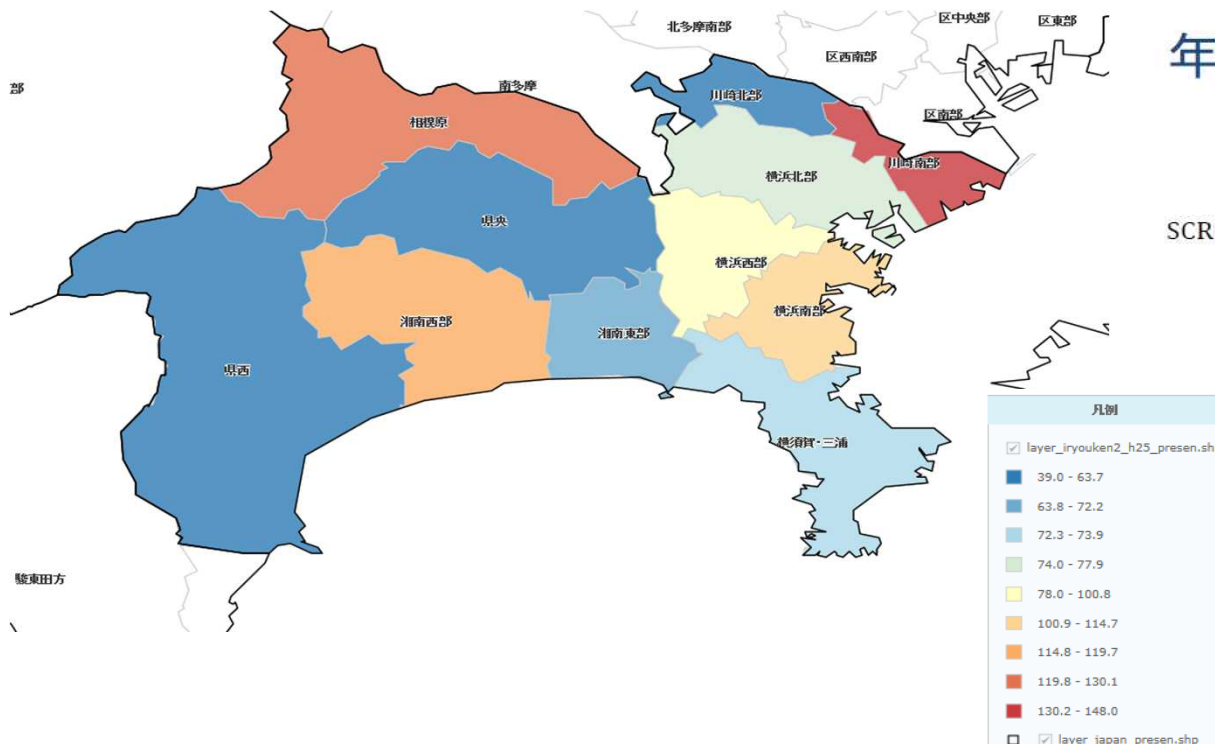 北多摩南部
区中央部
区東部
区西南部
年
部
南多摩
川崎北部
区南部
相模原
川崎南部
横浜北部
県央
SCR
横浜西部
湘南西部
湘南東部
横浜南部
県西
凡例
横須賀・三浦
layer_iryouken2_h25_presen.sh
39.0 - 63.7
63.8 - 72.2
72.3 - 73.9
駿東田方
74.0 - 77.9
78.0 - 100.8
100.9 - 114.7
114.8 - 119.7
119.8 - 130.1
130.2 - 148.0
layer_japan_presen.shp